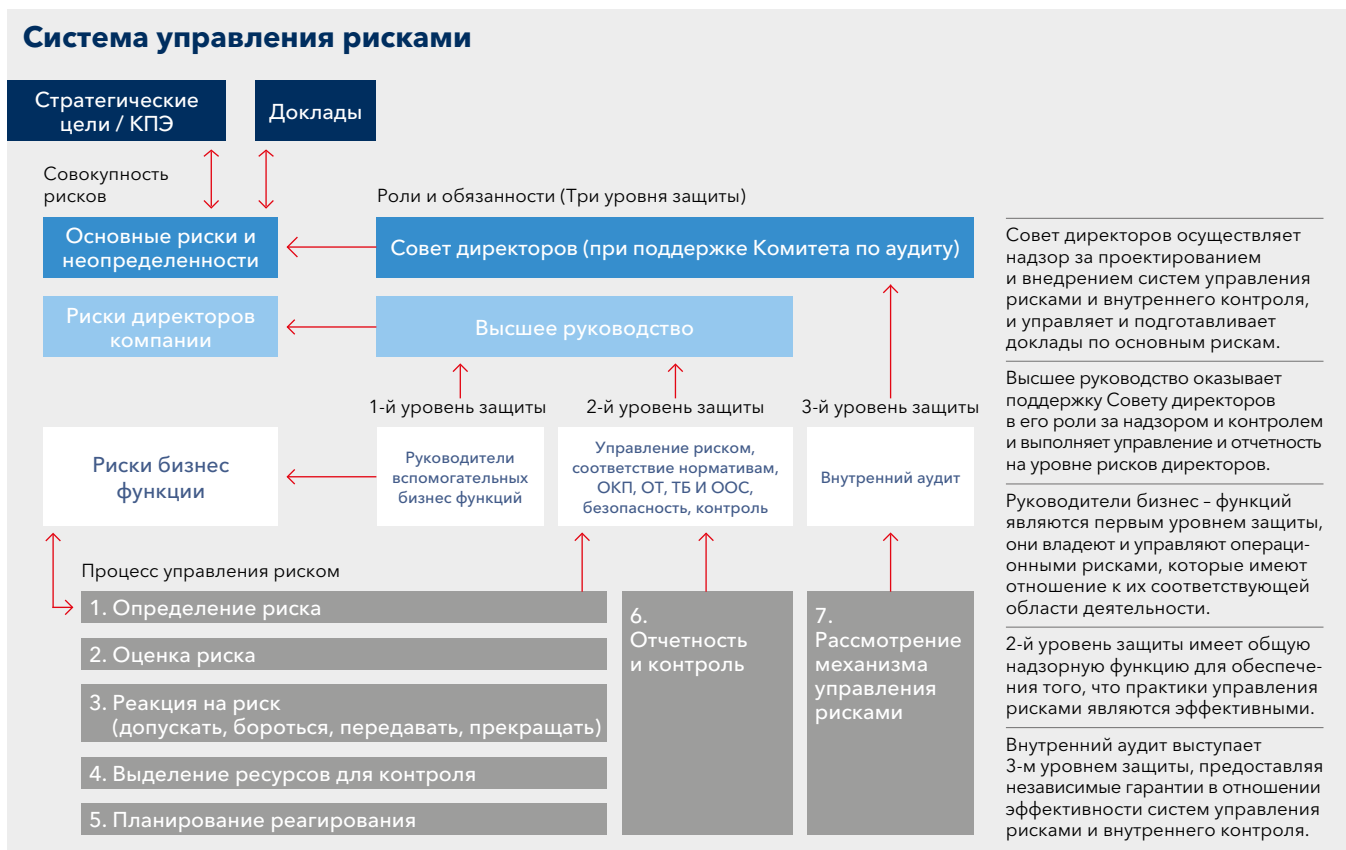 Система управления рисками
Стратегические
цели / КПЭ
Доклады
Совокупность
рисков
Роли и обязанности (Три уровня защиты)
Основные риски и
неопределенности
Совет директоров (при поддержке Комитета по аудиту)
Риски директоров
компании
Высшее руководство
1-й уровень защиты
2-й уровень защиты
3-й уровень защиты
Риски бизнес
функции
Руководители
вспомогательных
бизнес функций
Управление риском,
соответствие нормативам,
ОКП, ОТ, ТБ И ООС,
безопасность, контроль
Внутренний аудит
Процесс управления риском
1. Определение риска
2. Оценка риска
3. Реакция на риск
(допускать, бороться, передавать, прекращать)
4. Выделение ресурсов для контроля
5. Планирование реагирования
6.
Отчетность
и контроль
7.
Рассмотрение
механизма
управления
рисками
Совет директоров осуществляет
надзор за проектированием
и внедрением систем управления
рисками и внутреннего контроля,
и управляет и подготавливает
доклады по основным рискам.
Высшее руководство оказывает
поддержку Совету директоров
в его роли за надзором и контролем
и выполняет управление и отчетность
на уровне рисков директоров.
Руководители бизнес – функций
являются первым уровнем защиты,
они владеют и управляют операци-
онными рисками, которые имеют
отношение к их соответствующей
области деятельности.
2-й уровень защиты имеет общую
надзорную функцию для обеспече-
ния того, что практики управления
рисками являются эффективными.
Внутренний аудит выступает
3-м уровнем защиты, предоставляя
независимые гарантии в отношении
эффективности систем управления
рисками и внутреннего контроля.